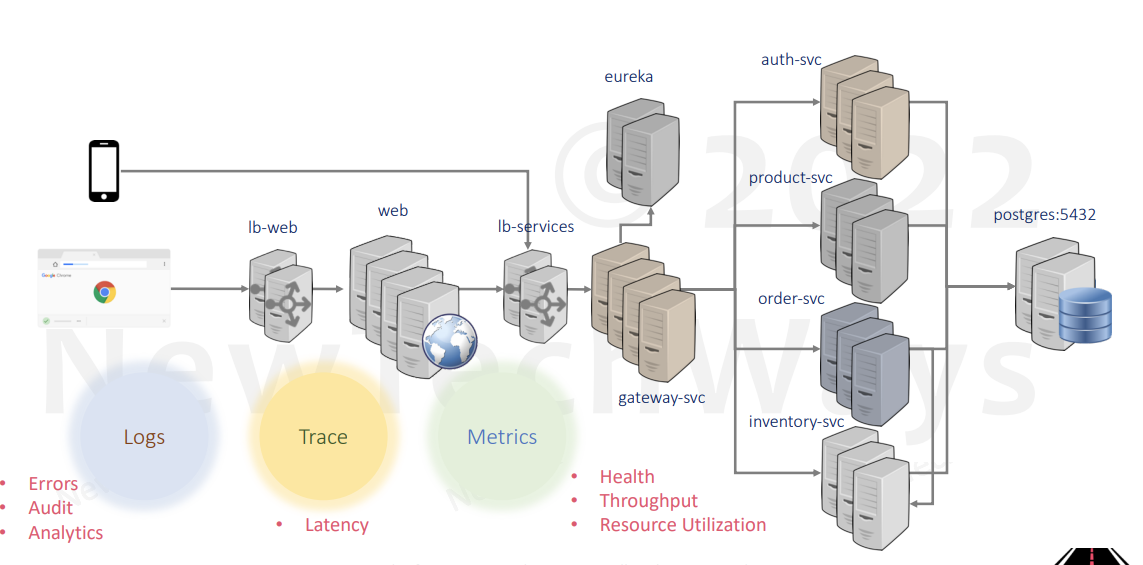 auth-svc
eureka
product-svc
web
lb-web
lb-services
postgres:5432
order-svc
gateway-svc
inventory-svc
© 2022
NewTechWays
Logs
Trace
Metrics
• Errors
• Audit
• Analytics
• Latency
• Health
• Throughput
• Resource Utilization
Google Chrome